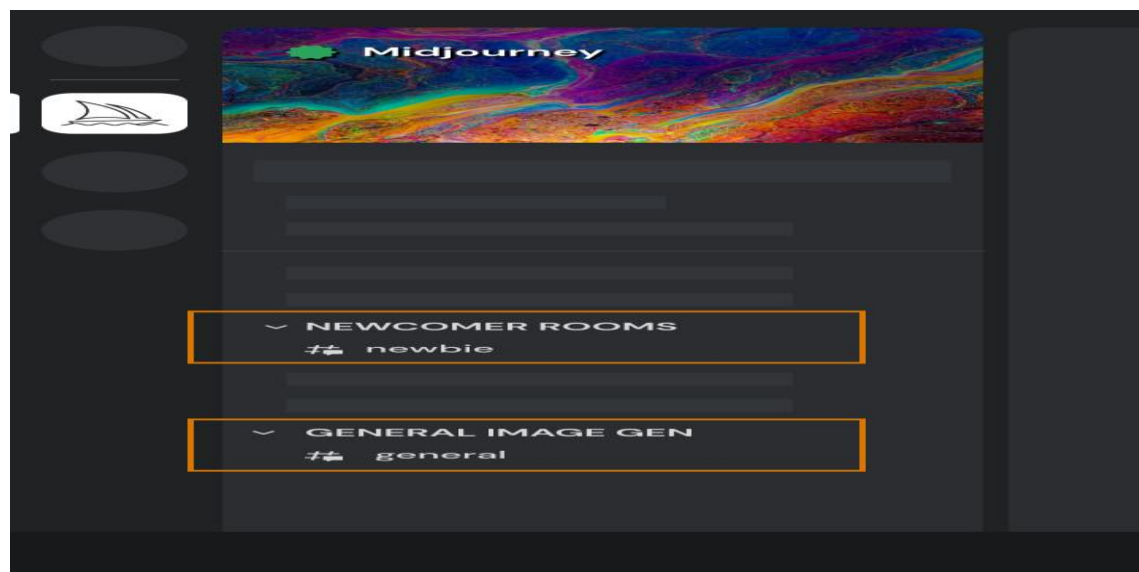 Midjourney
NEWCOMER ROOMS
newbie
GENERAL IMAGE GEN
general